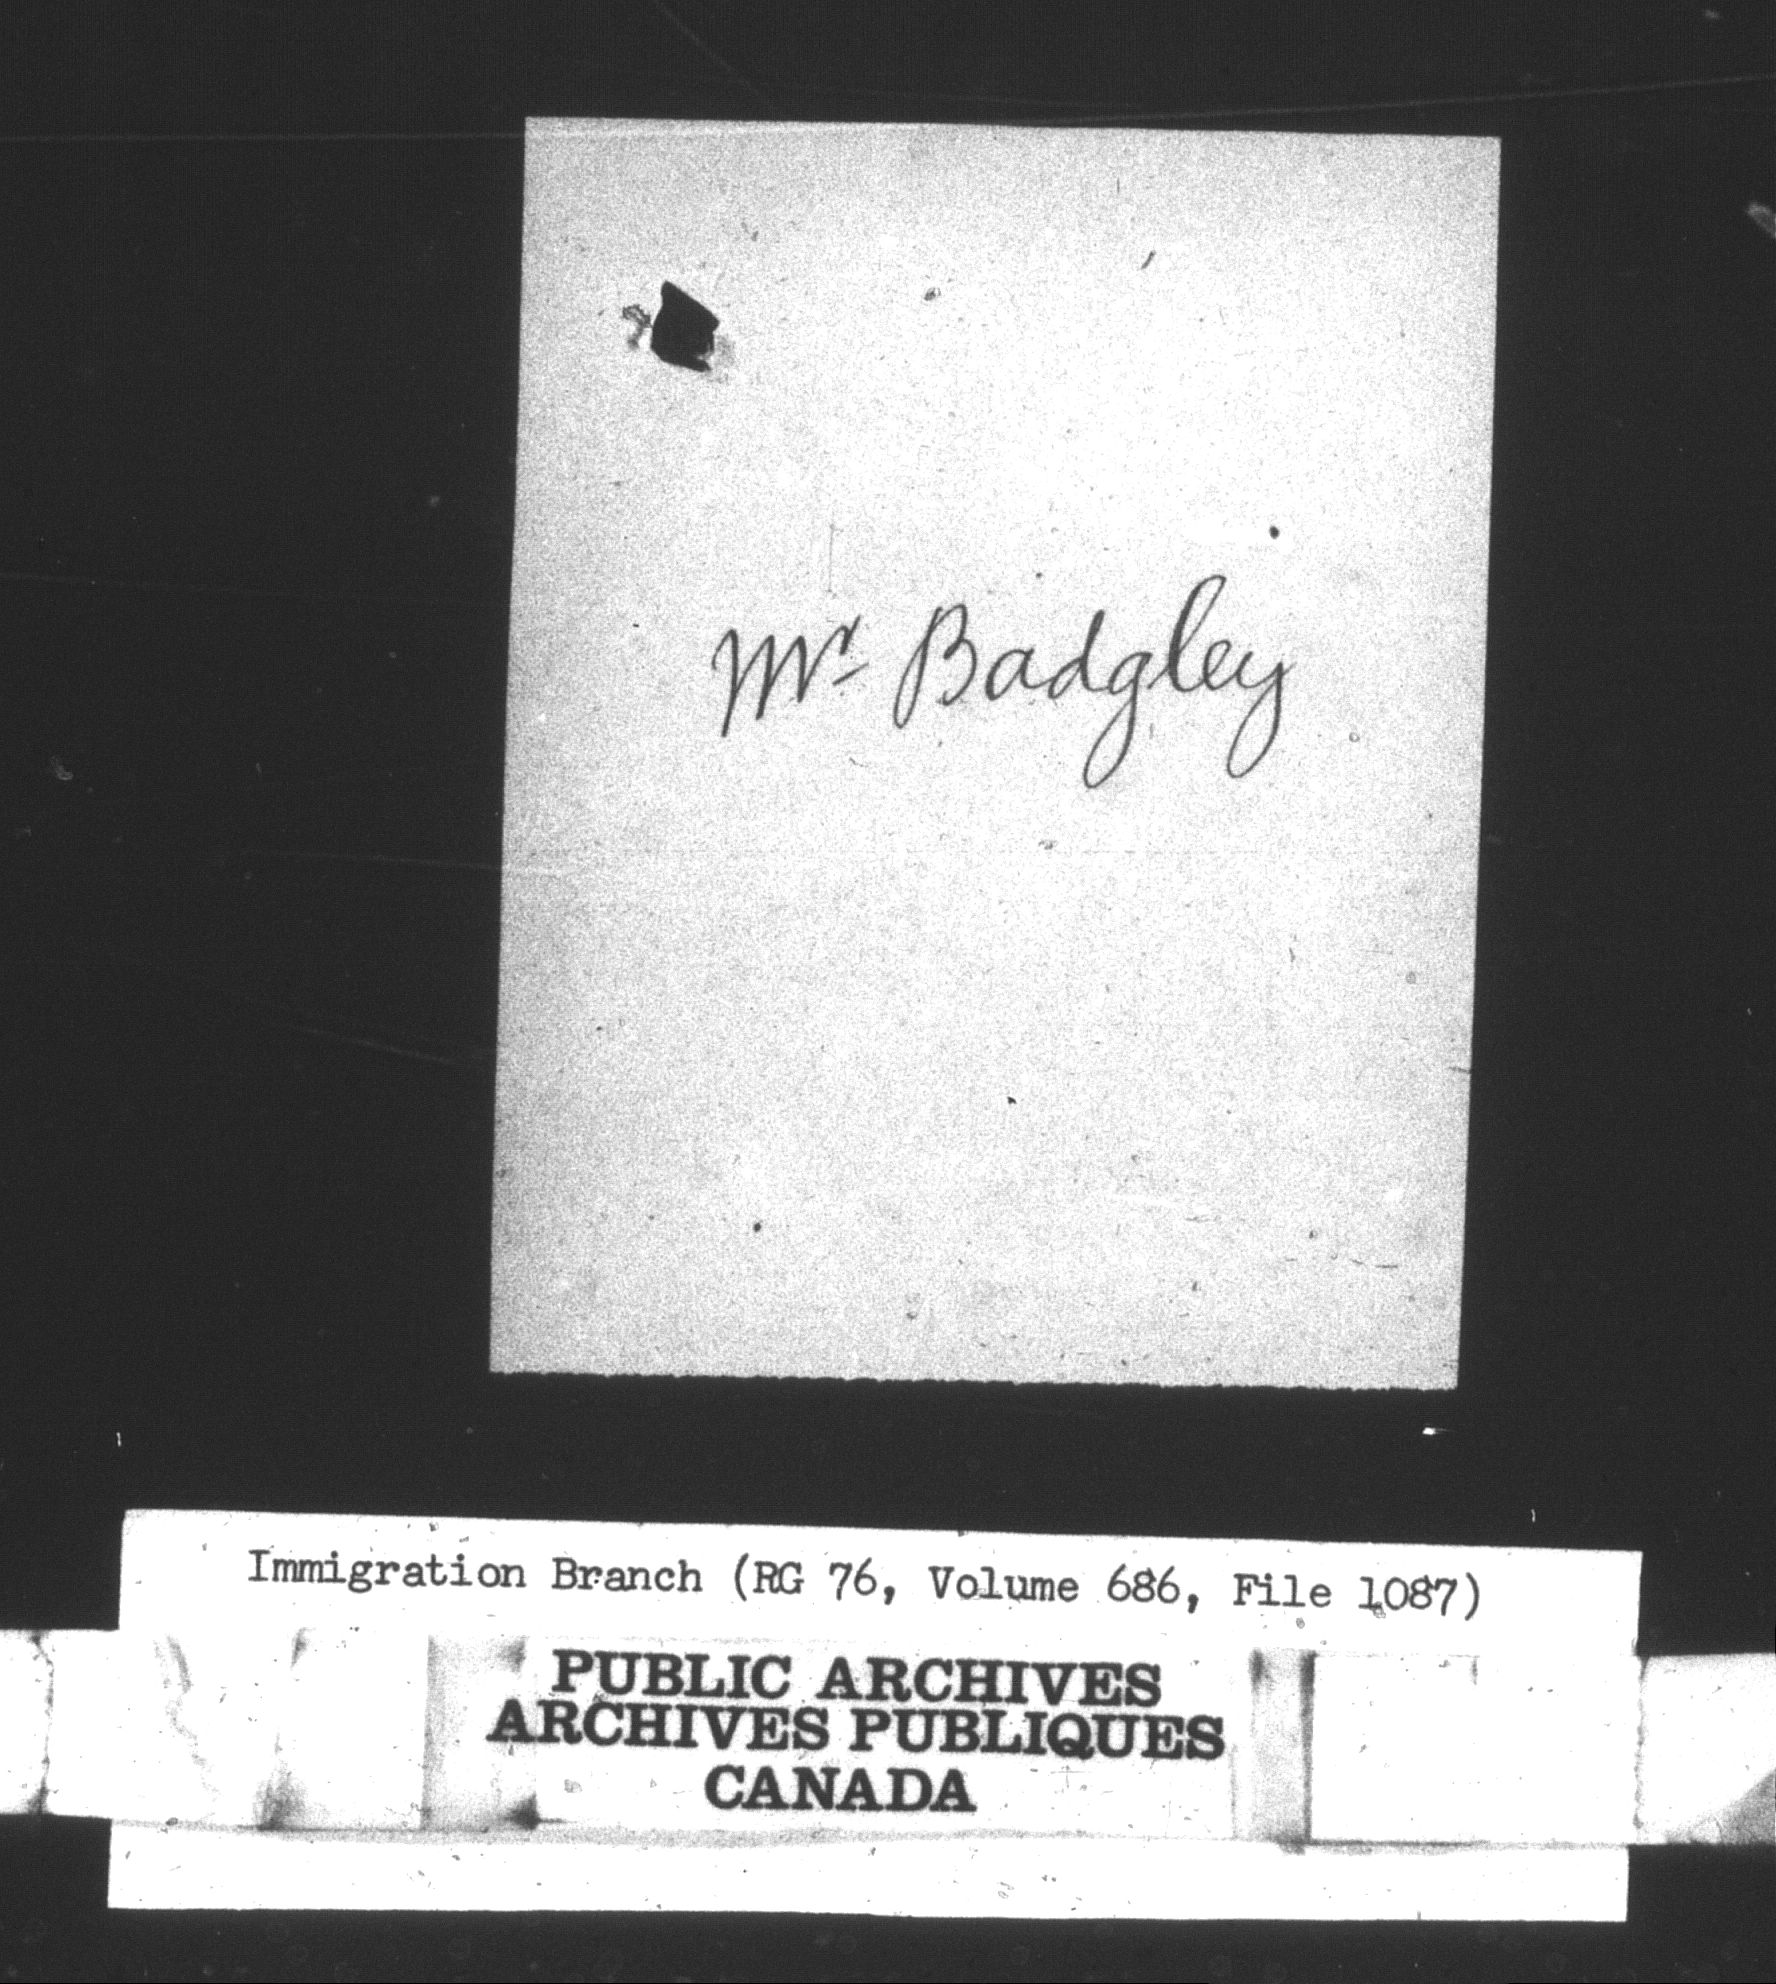 Mr Badgley
Immigration Branch (RG 76, Volume 686, File 1087)
PUBLIC ARCHIVES
ARCHIVES PUBLIQUES
CANADA